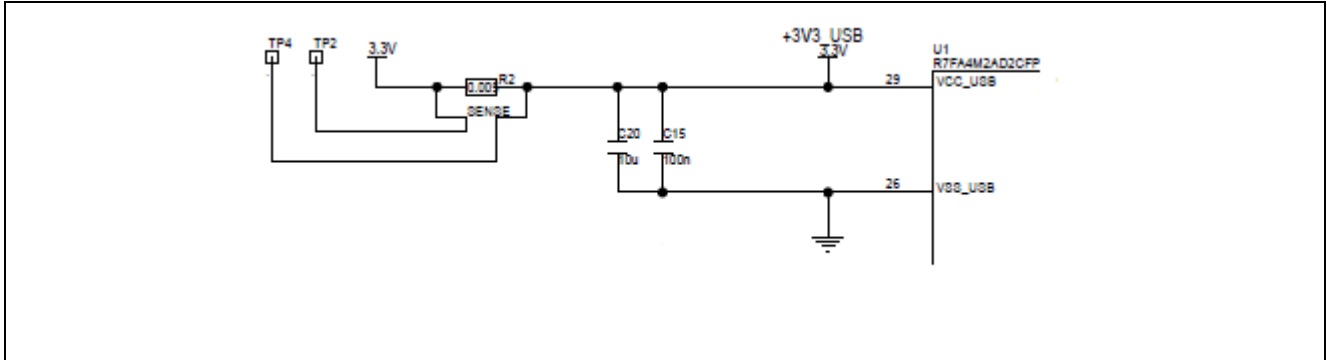 TP4
TP2
3.3V
+3V3_USB
3.3V
U1
R7FA4M2AD2CFP
R2
0.005
SENSE
29
VCC_USB
C20
C15
10u
100n
26
VSS_USB